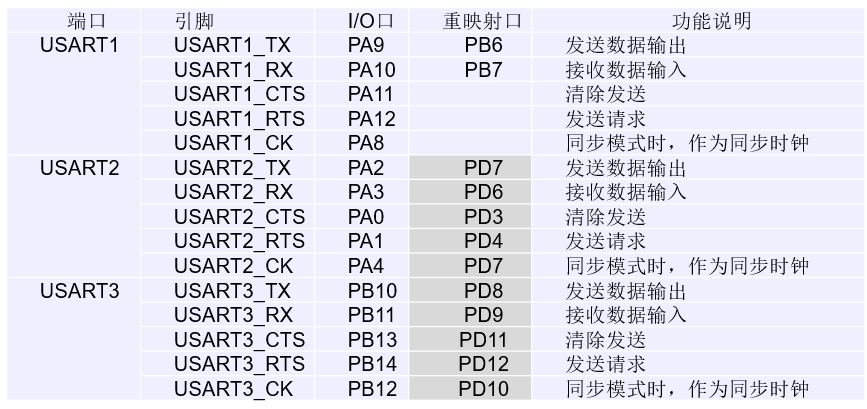 端口 引脚 I/O口 重映射口 功能说明
USART1 USART1_TX PA9 PB6 发送数据输出
USART1_RX PA10 PB7 接收数据输入
USART1_CTS PA11 清除发送
USART1_RTS PA12 发送请求
USART1_CK PA8 同步模式时，作为同步时钟
USART2 USART2_TX PA2 PD7 发送数据输出
USART2_RX PA3 PD6 接收数据输入
USART2_CTS PA0 PD3 清除发送
USART2_RTS PA1 PD4 发送请求
USART2_CK PA4 PD7 同步模式时，作为同步时钟
USART3 USART3_TX PB10 PD8 发送数据输出
USART3_RX PB11 PD9 接收数据输入
USART3_CTS PB13 PD11 清除发送
USART3_RTS PB14 PD12 发送请求
USART3_CK PB12 PD10 同步模式时，作为同步时钟